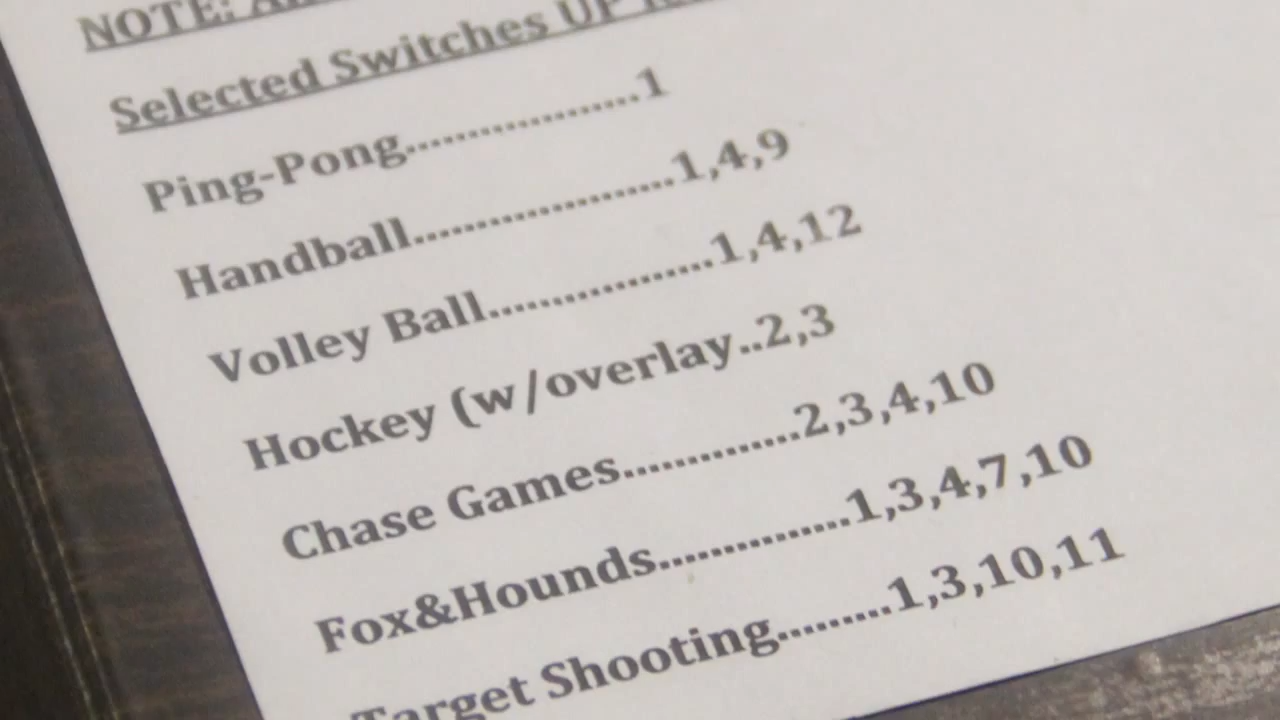 NOTE:
Selected Switches UP
Ping-Pong..................1
Handball....................1,4,9
Volley Ball.................1,4,12
Hockey (w/overlay..2,3
Chase Games.............2,3,4,10
Fox&Hounds..............1,3,4,7,10
Target Shooting.........1,3,10,11